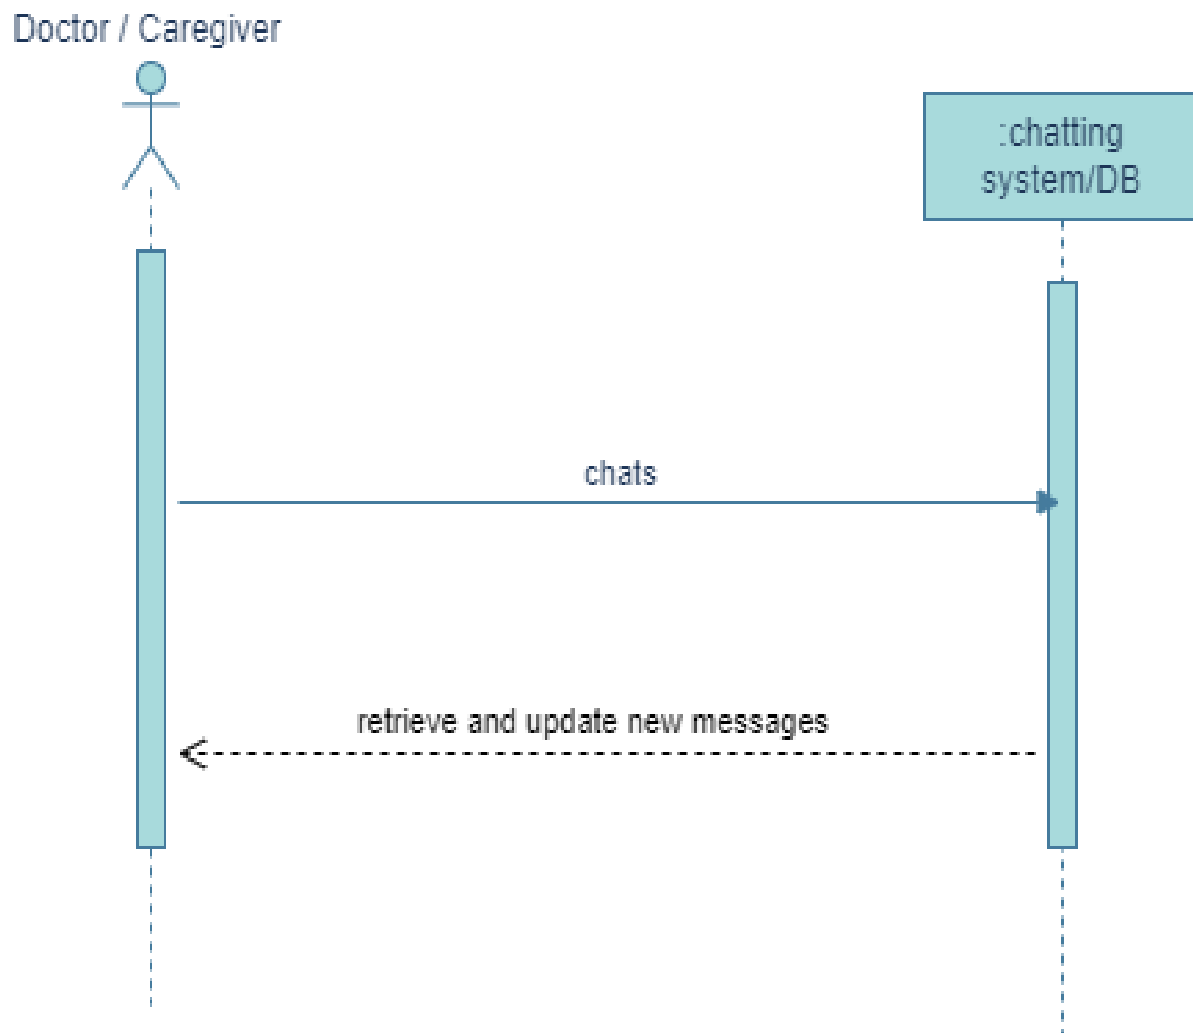 Doctor / Caregiver
:chatting
system/DB
chats
retrieve and update new messages